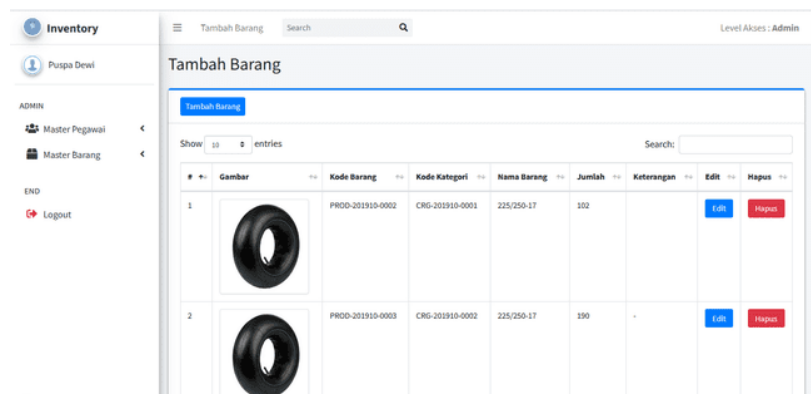 Inventory
Tambah Barang
Search
Level Akses : Admin
Puspa Dewi
Tambah Barang
ADMIN
Master Pegawai
Master Barang
END
Logout
Tambah Barang
Show 10 entries
Search:
# Gambar Kode Barang Kode Kategori Nama Barang Jumlah Keterangan Edit Hapus
1 PROD-201910-0002 CRG-201910-0001 225/250-17 102 Edit Hapus
2 PROD-201910-0003 CRG-201910-0002 225/250-17 190 - Edit Hapus